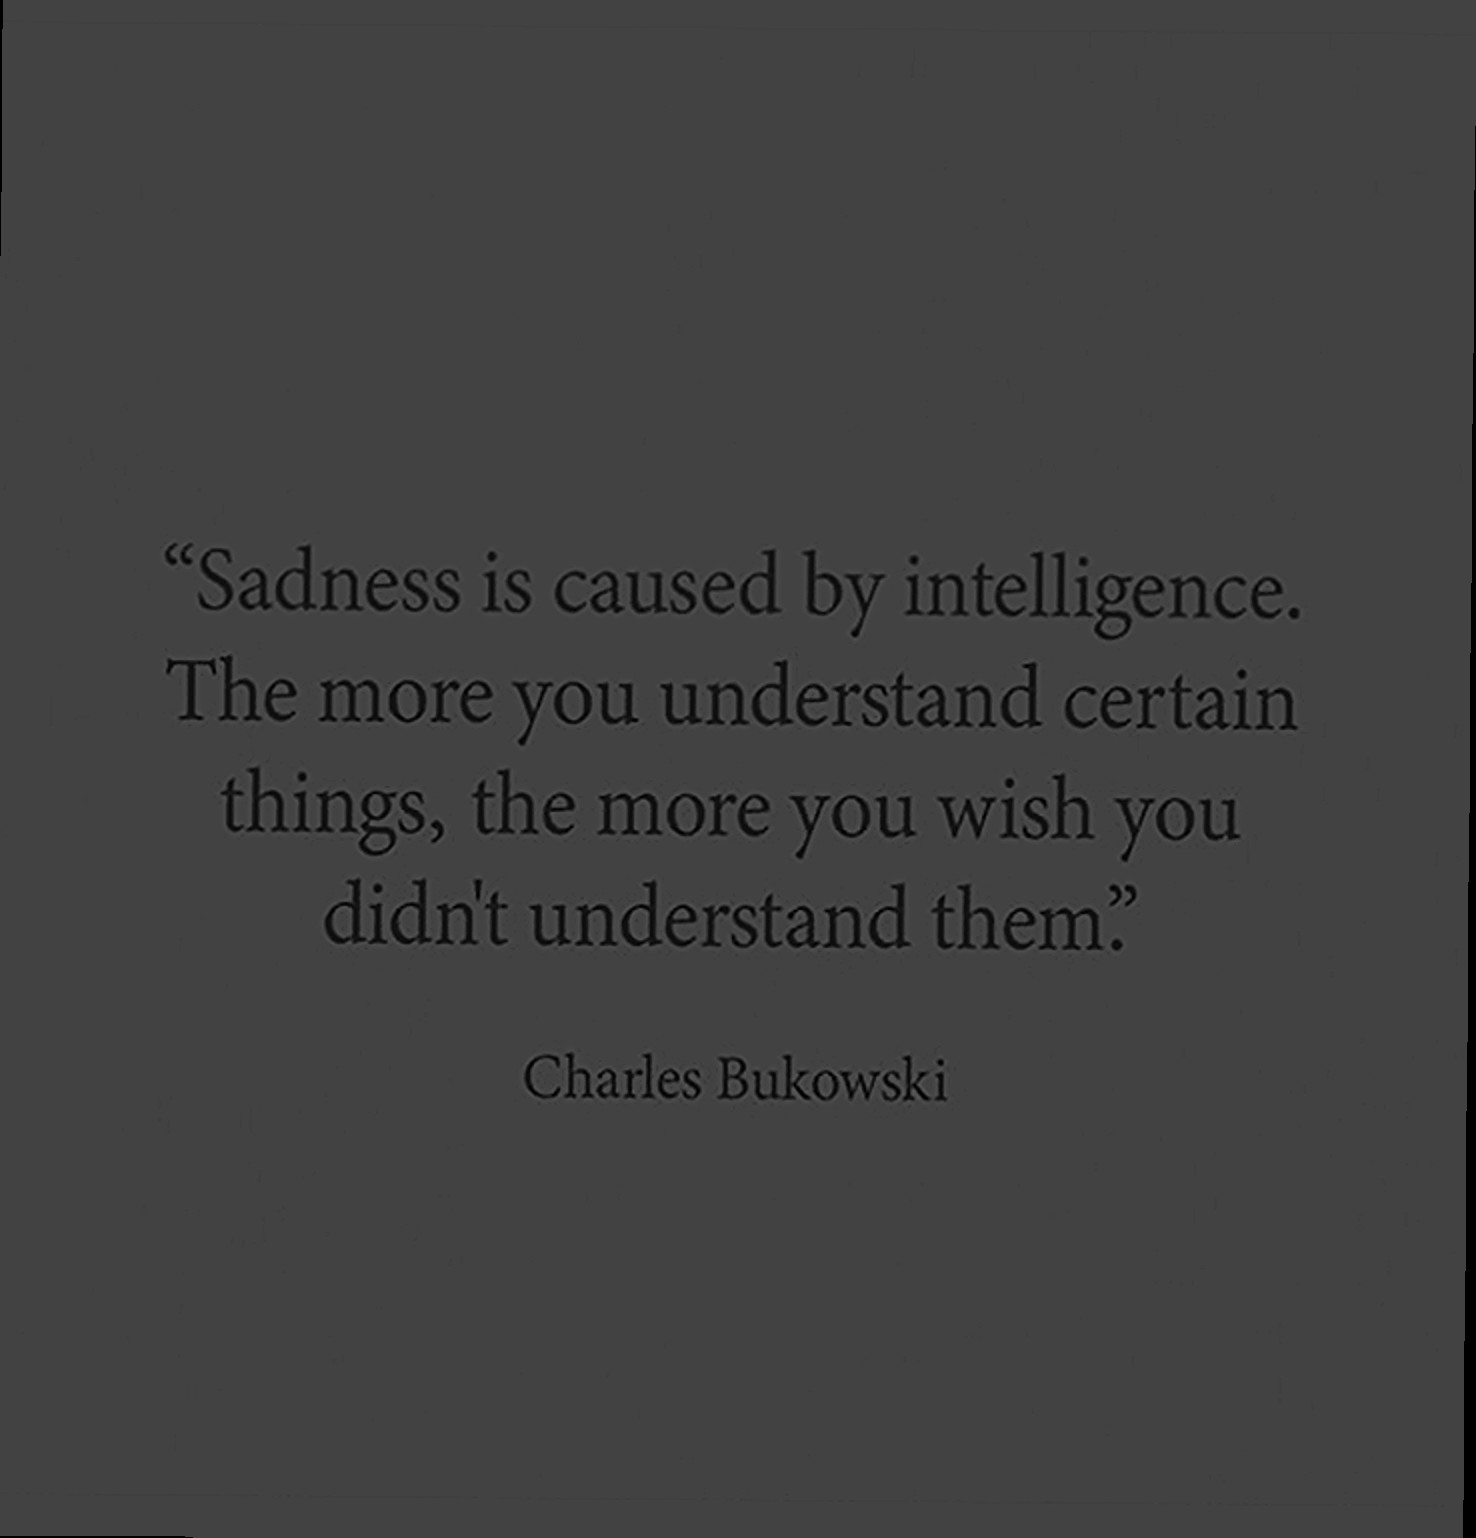 “Sadness is caused by intelligence.
The more you understand certain
things, the more you wish you
didn't understand them.”
Charles Bukowski